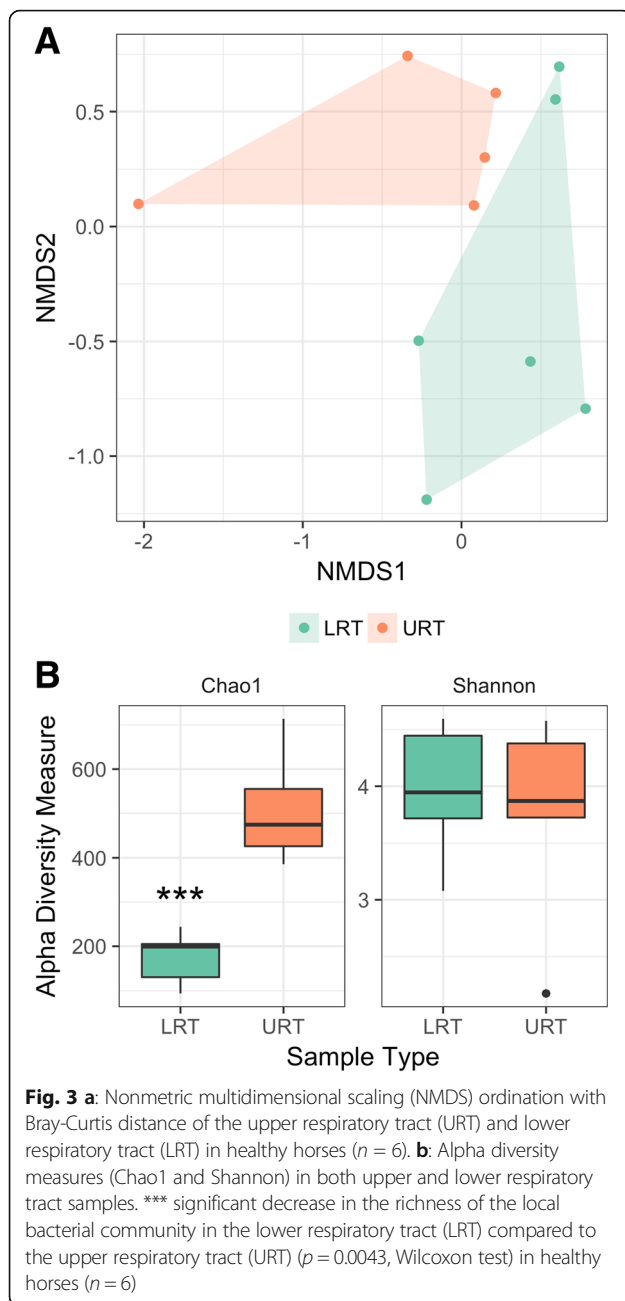 A
0.5
0.0
-0.5
-1.0
NMDS2
-2
-1
0
NMDS1
LRT URT
B
Chao1
Shannon
Alpha Diversity Measure
600
400
200
***
4
3
LRT
URT
LRT
URT
Sample Type
Fig. 3 a: Nonmetric multidimensional scaling (NMDS) ordination with
Bray-Curtis distance of the upper respiratory tract (URT) and lower
respiratory tract (LRT) in healthy horses (n = 6). b: Alpha diversity
measures (Chao1 and Shannon) in both upper and lower respiratory
tract samples. *** significant decrease in the richness of the local
bacterial community in the lower respiratory tract (LRT) compared to
the upper respiratory tract (URT) (p = 0.0043, Wilcoxon test) in healthy
horses (n = 6)